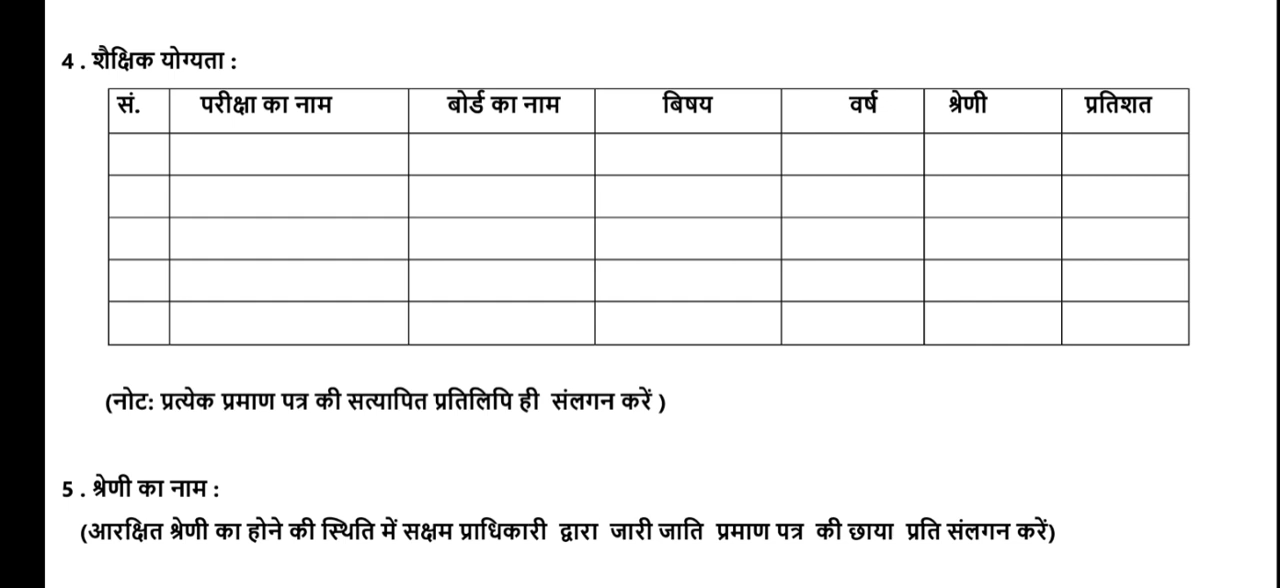 4 . शैक्षिक योग्यता :
सं. परीक्षा का नाम बोर्ड का नाम बिषय वर्ष श्रेणी प्रतिशत
(नोट: प्रत्येक प्रमाण पत्र की सत्यापित प्रतिलिपि ही संलगन करें )
5 . श्रेणी का नाम :
(आरक्षित श्रेणी का होने की स्थिति में सक्षम प्राधिकारी द्वारा जारी जाति प्रमाण पत्र की छाया प्रति संलगन करें)